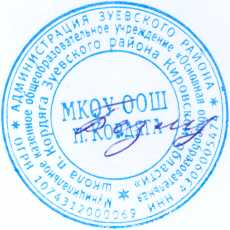 * АДМИНИСТРАЦИЯ ЗУЕВСКОГО РАЙОНА *
ОГРН 1074312000069 * ИНН 4309005471
Муниципальное казенное общеобразовательное учреждение «Основная общеобразовательная
школа п. Кордяга Зуевского района Кировской области»
МКОУ ООШ
п. Кордяга